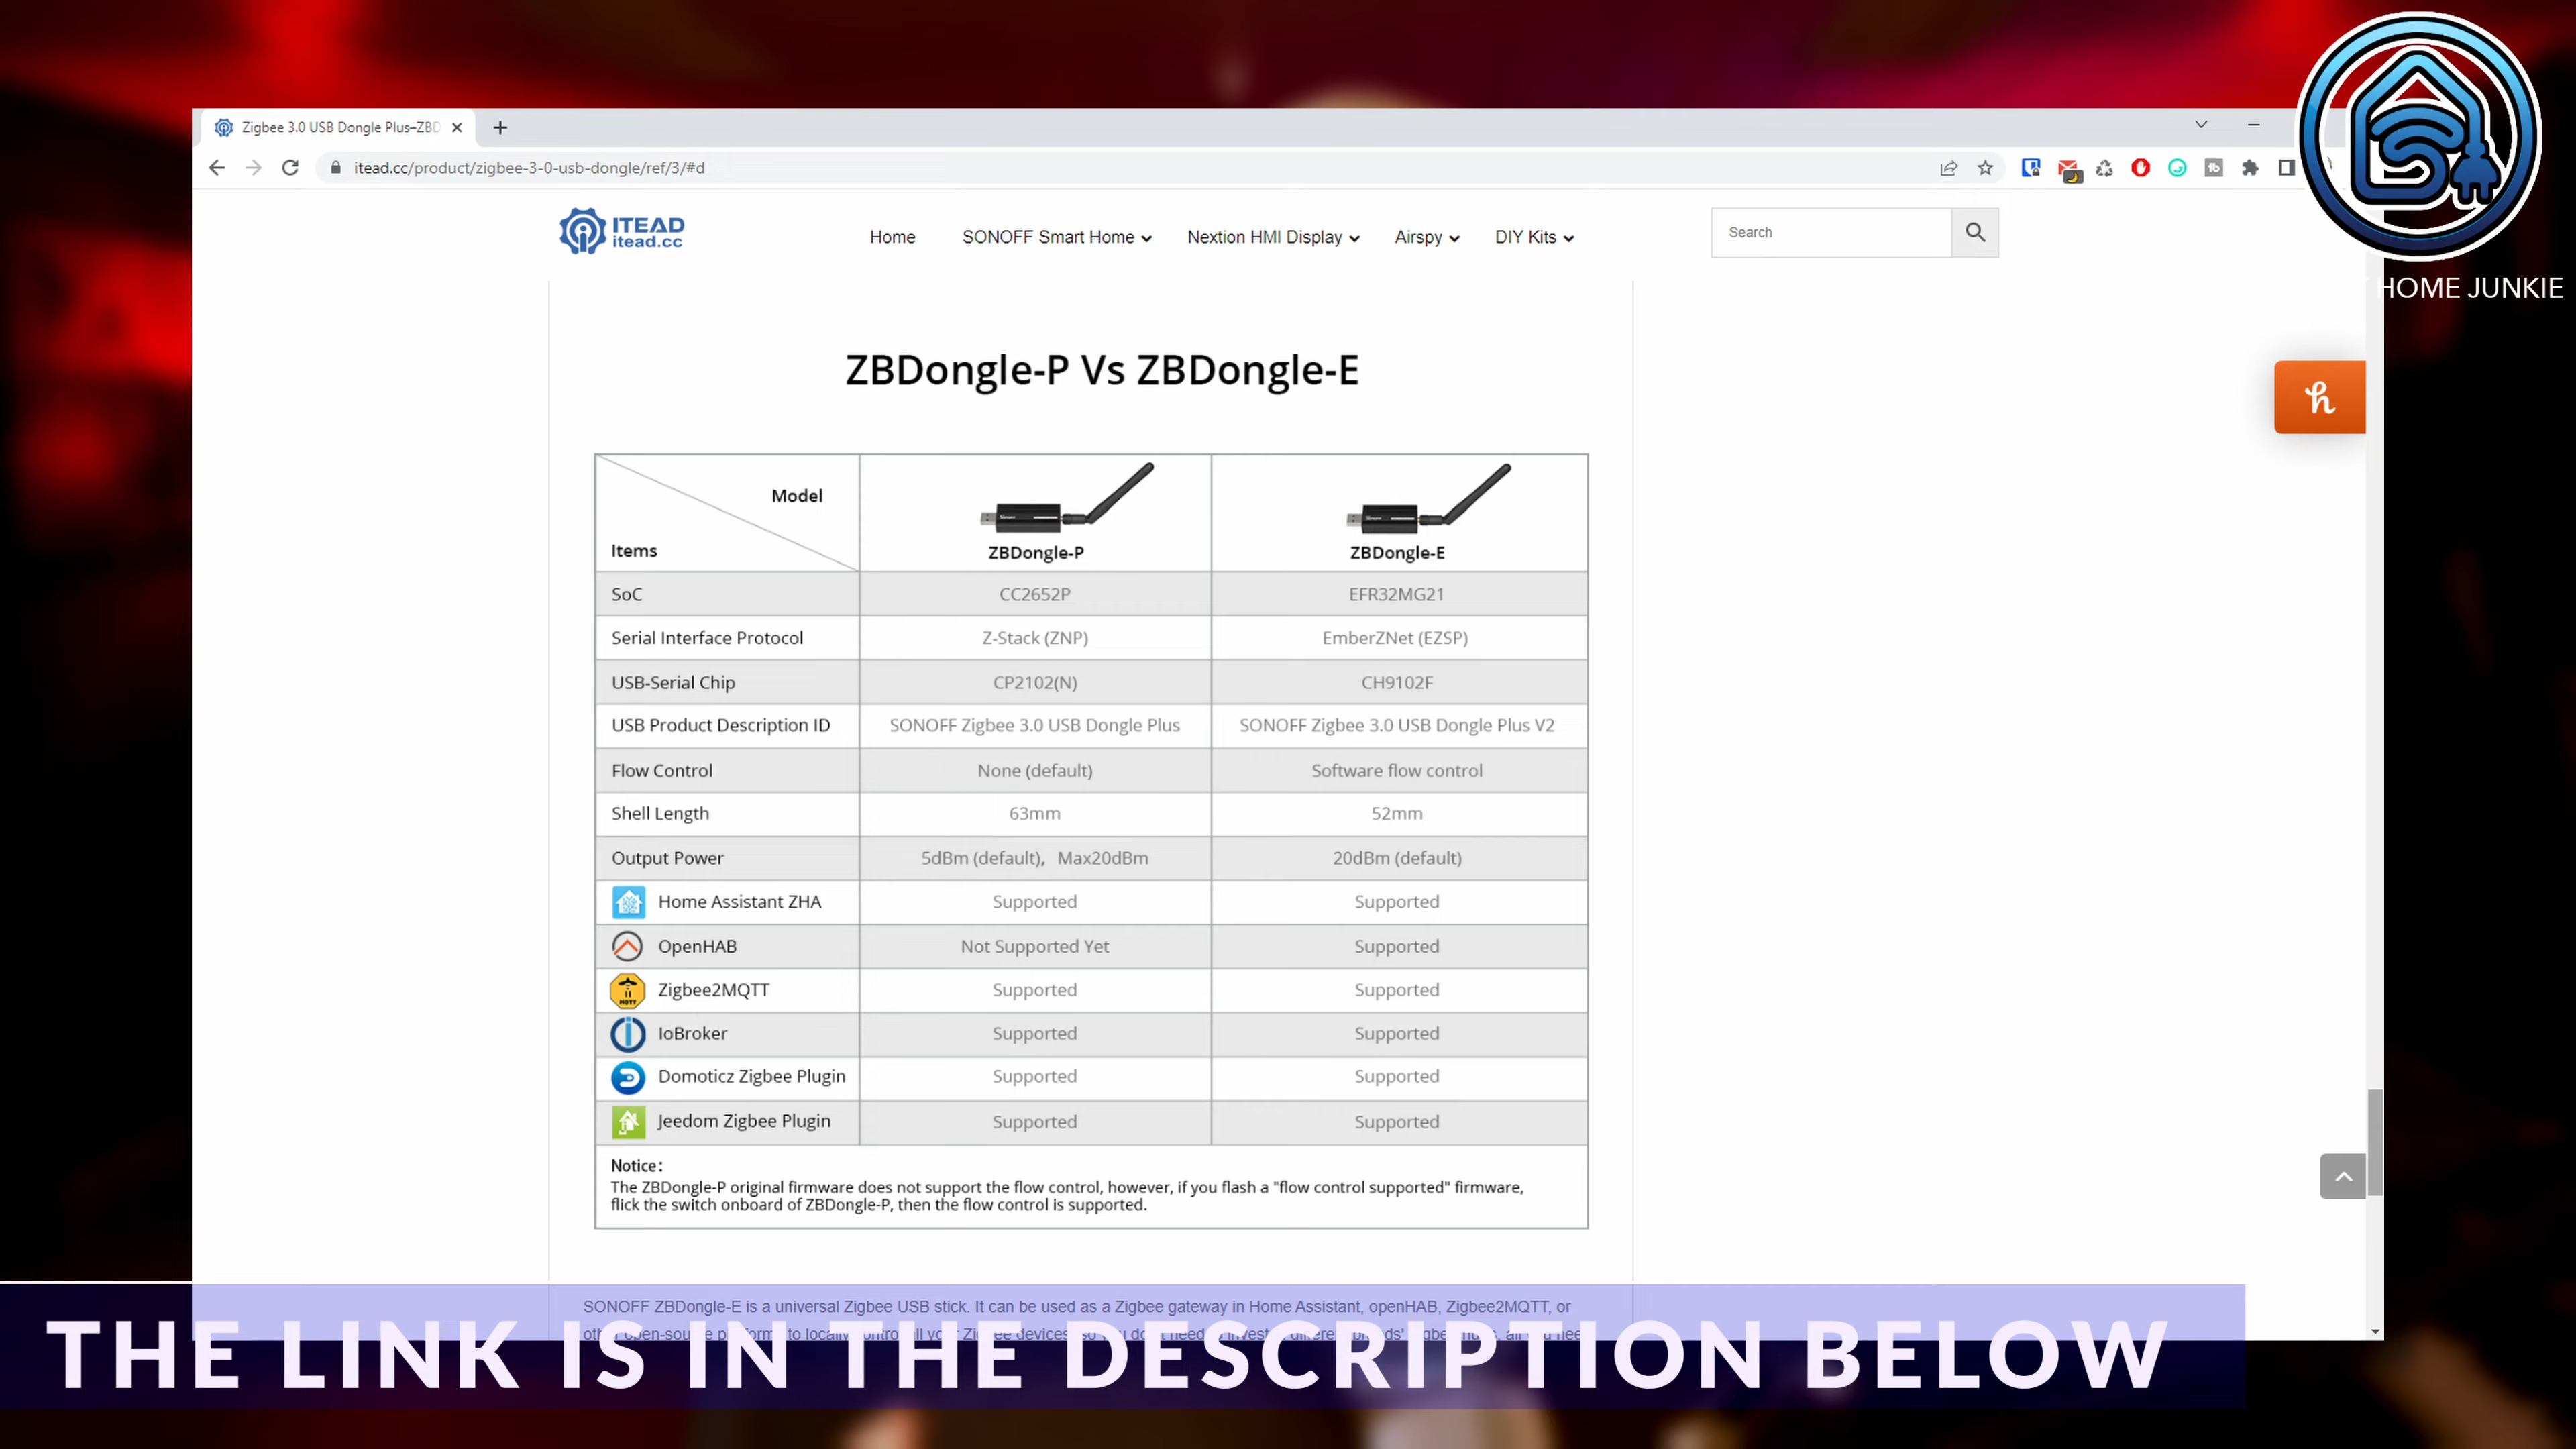 Zigbee 3.0 USB Dongle Plus–ZBD
itead.cc/product/zigbee-3-0-usb-dongle/ref/3/#d
ITEAD
itead.cc
Home SONOFF Smart Home Nextion HMI Display Airspy DIY Kits
Search
HOME JUNKIE
ZBDongle-P Vs ZBDongle-E
Model
Items
ZBDongle-P ZBDongle-E
SoC CC2652P EFR32MG21
Serial Interface Protocol Z-Stack (ZNP) EmberZNet (EZSP)
USB-Serial Chip CP2102(N) CH9102F
USB Product Description ID SONOFF Zigbee 3.0 USB Dongle Plus SONOFF Zigbee 3.0 USB Dongle Plus V2
Flow Control None (default) Software flow control
Shell Length 63mm 52mm
Output Power 5dBm (default), Max20dBm 20dBm (default)
Home Assistant ZHA Supported Supported
OpenHAB Not Supported Yet Supported
Zigbee2MQTT Supported Supported
IoBroker Supported Supported
Domoticz Zigbee Plugin Supported Supported
Jeedom Zigbee Plugin Supported Supported
Notice:
The ZBDongle-P original firmware does not support the flow control, however, if you flash a "flow control supported" firmware,
flick the switch onboard of ZBDongle-P, then the flow control is supported.
SONOFF ZBDongle-E is a universal Zigbee USB stick. It can be used as a Zigbee gateway in Home Assistant, openHAB, Zigbee2MQTT, or
THE LINK IS IN THE DESCRIPTION BELOW